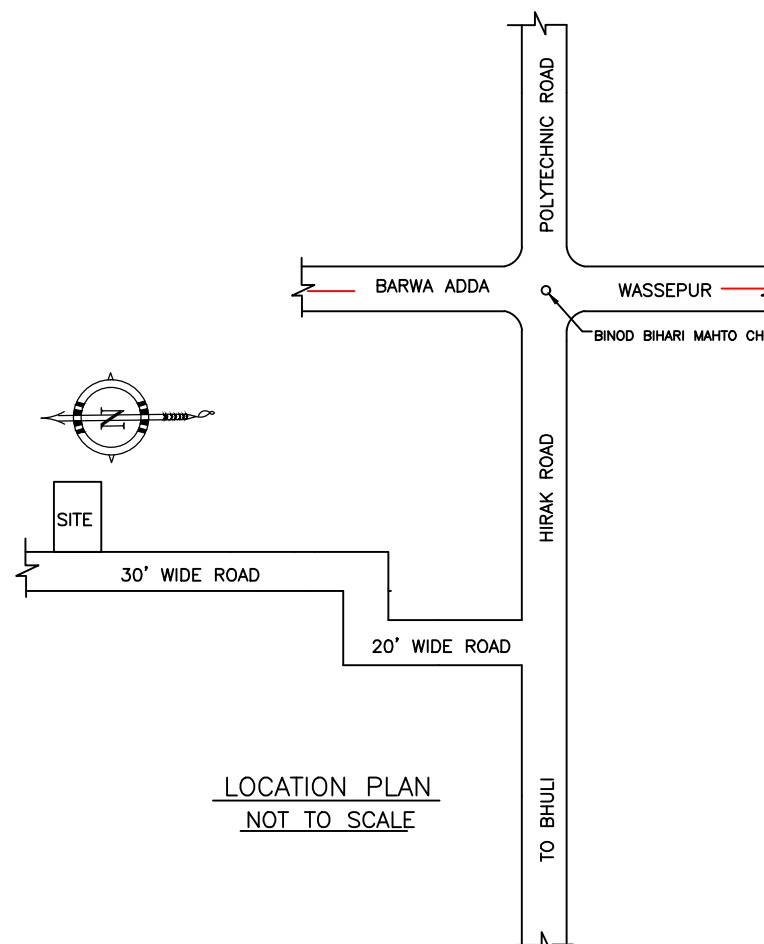 POLYTECHNIC ROAD
BARWA ADDA
WASSEPUR
BINOD BIHARI MAHTO CH
N
HIRAK ROAD
SITE
30' WIDE ROAD
20' WIDE ROAD
LOCATION PLAN
NOT TO SCALE
TO BHULI